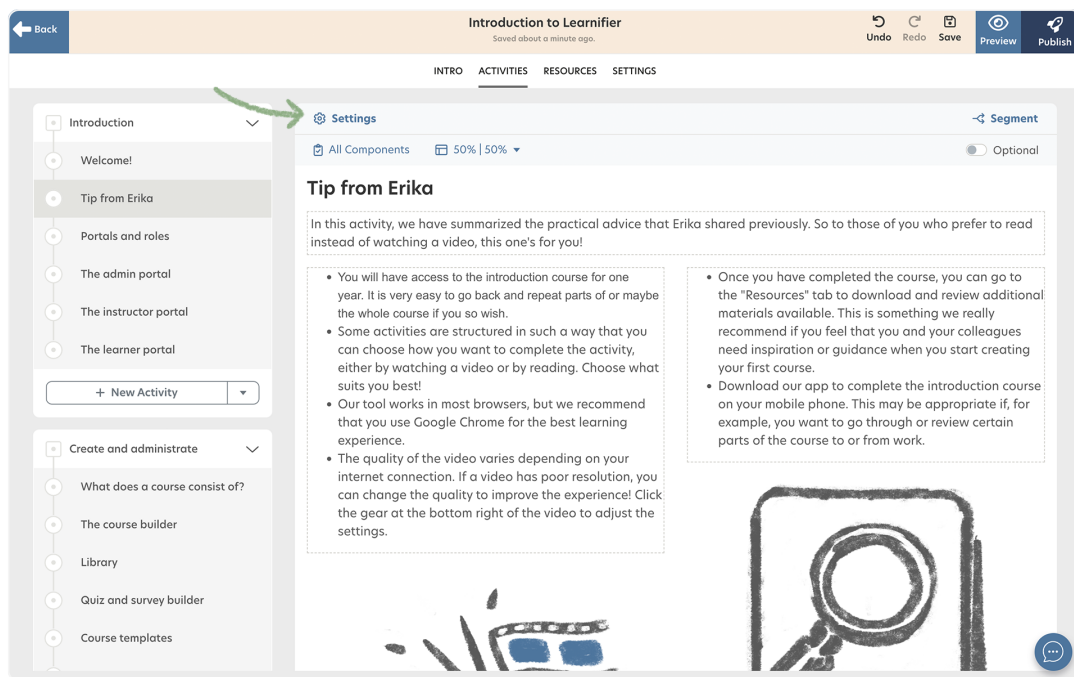 Back
Introduction to Learnifier
Saved about a minute ago.
Undo
Redo
Save
Preview
Publish
INTRO
ACTIVITIES
RESOURCES
SETTINGS
Introduction
Welcome!
Tip from Erika
Portals and roles
The admin portal
The instructor portal
The learner portal
+ New Activity
Create and administrate
What does a course consist of?
The course builder
Library
Quiz and survey builder
Course templates
Settings
Segment
All Components
50% | 50%
Optional
Tip from Erika
In this activity, we have summarized the practical advice that Erika shared previously. So to those of you who prefer to read
instead of watching a video, this one's for you!
• You will have access to the introduction course for one
year. It is very easy to go back and repeat parts of or maybe
the whole course if you so wish.
• Some activities are structured in such a way that you
can choose how you want to complete the activity,
either by watching a video or by reading. Choose what
suits you best!
• Our tool works in most browsers, but we recommend
that you use Google Chrome for the best learning
experience.
• The quality of the video varies depending on your
internet connection. If a video has poor resolution, you
can change the quality to improve the experience! Click
the gear at the bottom right of the video to adjust the
settings.
• Once you have completed the course, you can go to
the "Resources" tab to download and review additional
materials available. This is something we really
recommend if you feel that you and your colleagues
need inspiration or guidance when you start creating
your first course.
• Download our app to complete the introduction course
on your mobile phone. This may be appropriate if, for
example, you want to go through or review certain
parts of the course to or from work.